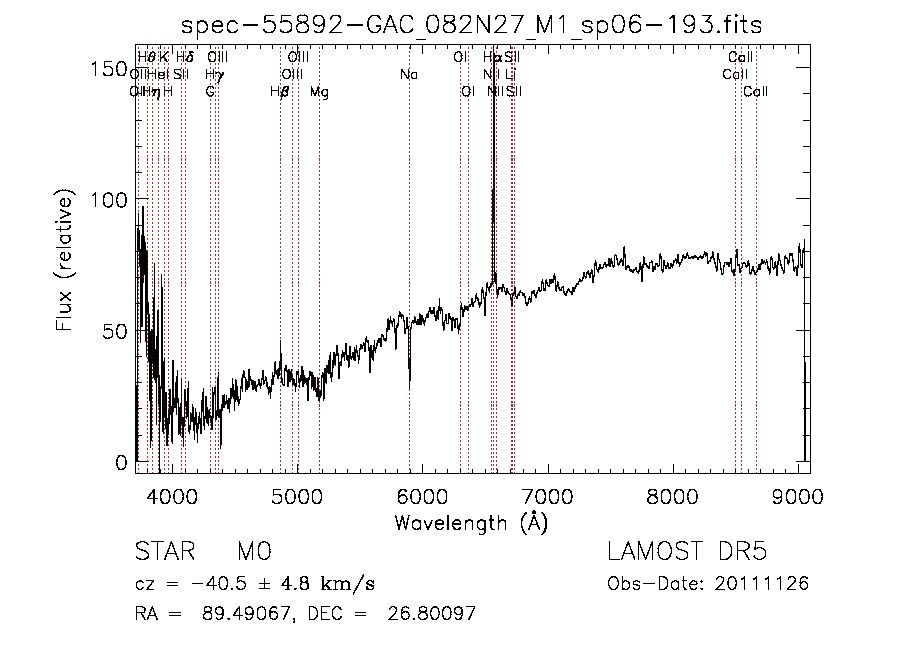 spec-55892-GAC_082N27_M1_sp06-193.fits
Hθ K Hδ OIII OIII OI Hα SII CaII
OII HeI SII Hγ OIII Na NII Li CaII
OII Hη H G Hβ Mg OI NII SII CaII
150
100
50
0
Flux (relative)
4000 5000 6000 7000 8000 9000
Wavelength (Å)
STAR M0 LAMOST DR5
cz = -40.5 ± 4.8 km/s Obs-Date: 20111126
RA = 89.49067, DEC = 26.80097